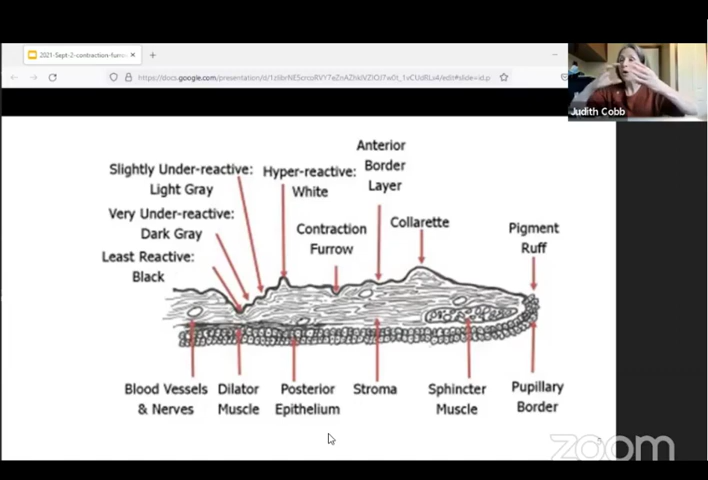 2021-Sept-2-contraction-furrow
Judith Cobb
Anterior
Border
Layer
Slightly Under-reactive:
Light Gray
Hyper-reactive:
White
Very Under-reactive:
Dark Gray
Contraction
Furrow
Collarette
Pigment
Ruff
Least Reactive:
Black
Blood Vessels
& Nerves
Dilator
Muscle
Posterior
Epithelium
Stroma
Sphincter
Muscle
Pupillary
Border
zoom